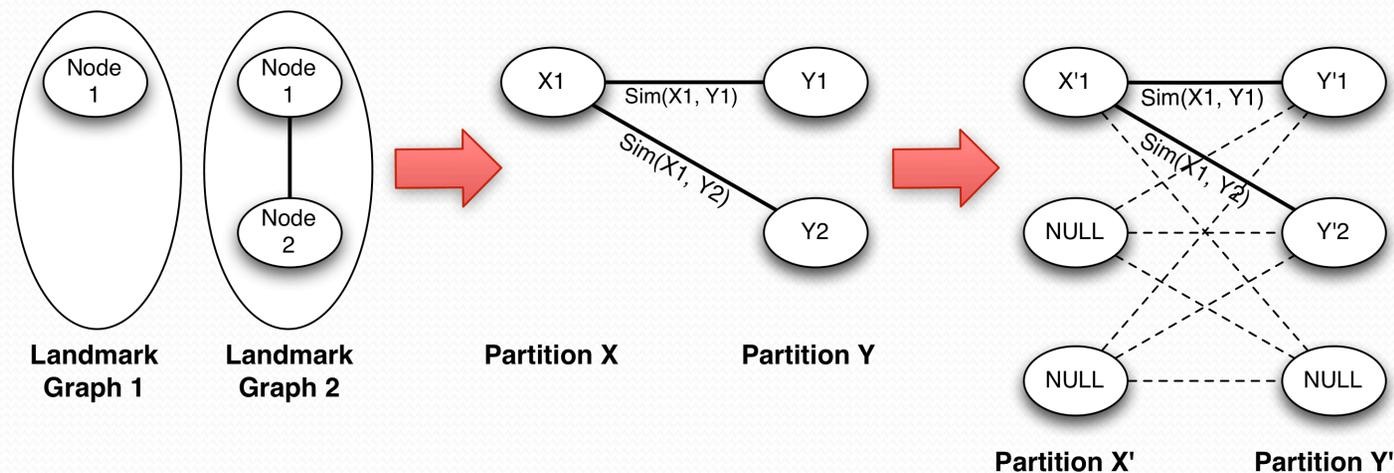 Node
1
Landmark
Graph 1
Node
1
Node
2
Landmark
Graph 2
X1
Sim(X1, Y1)
Y1
Sim(X1, Y2)
Y2
Partition X
Partition Y
X'1
Sim(X1, Y1)
Y'1
Sim(X1, Y2)
NULL
Y'2
NULL
NULL
Partition X'
Partition Y'